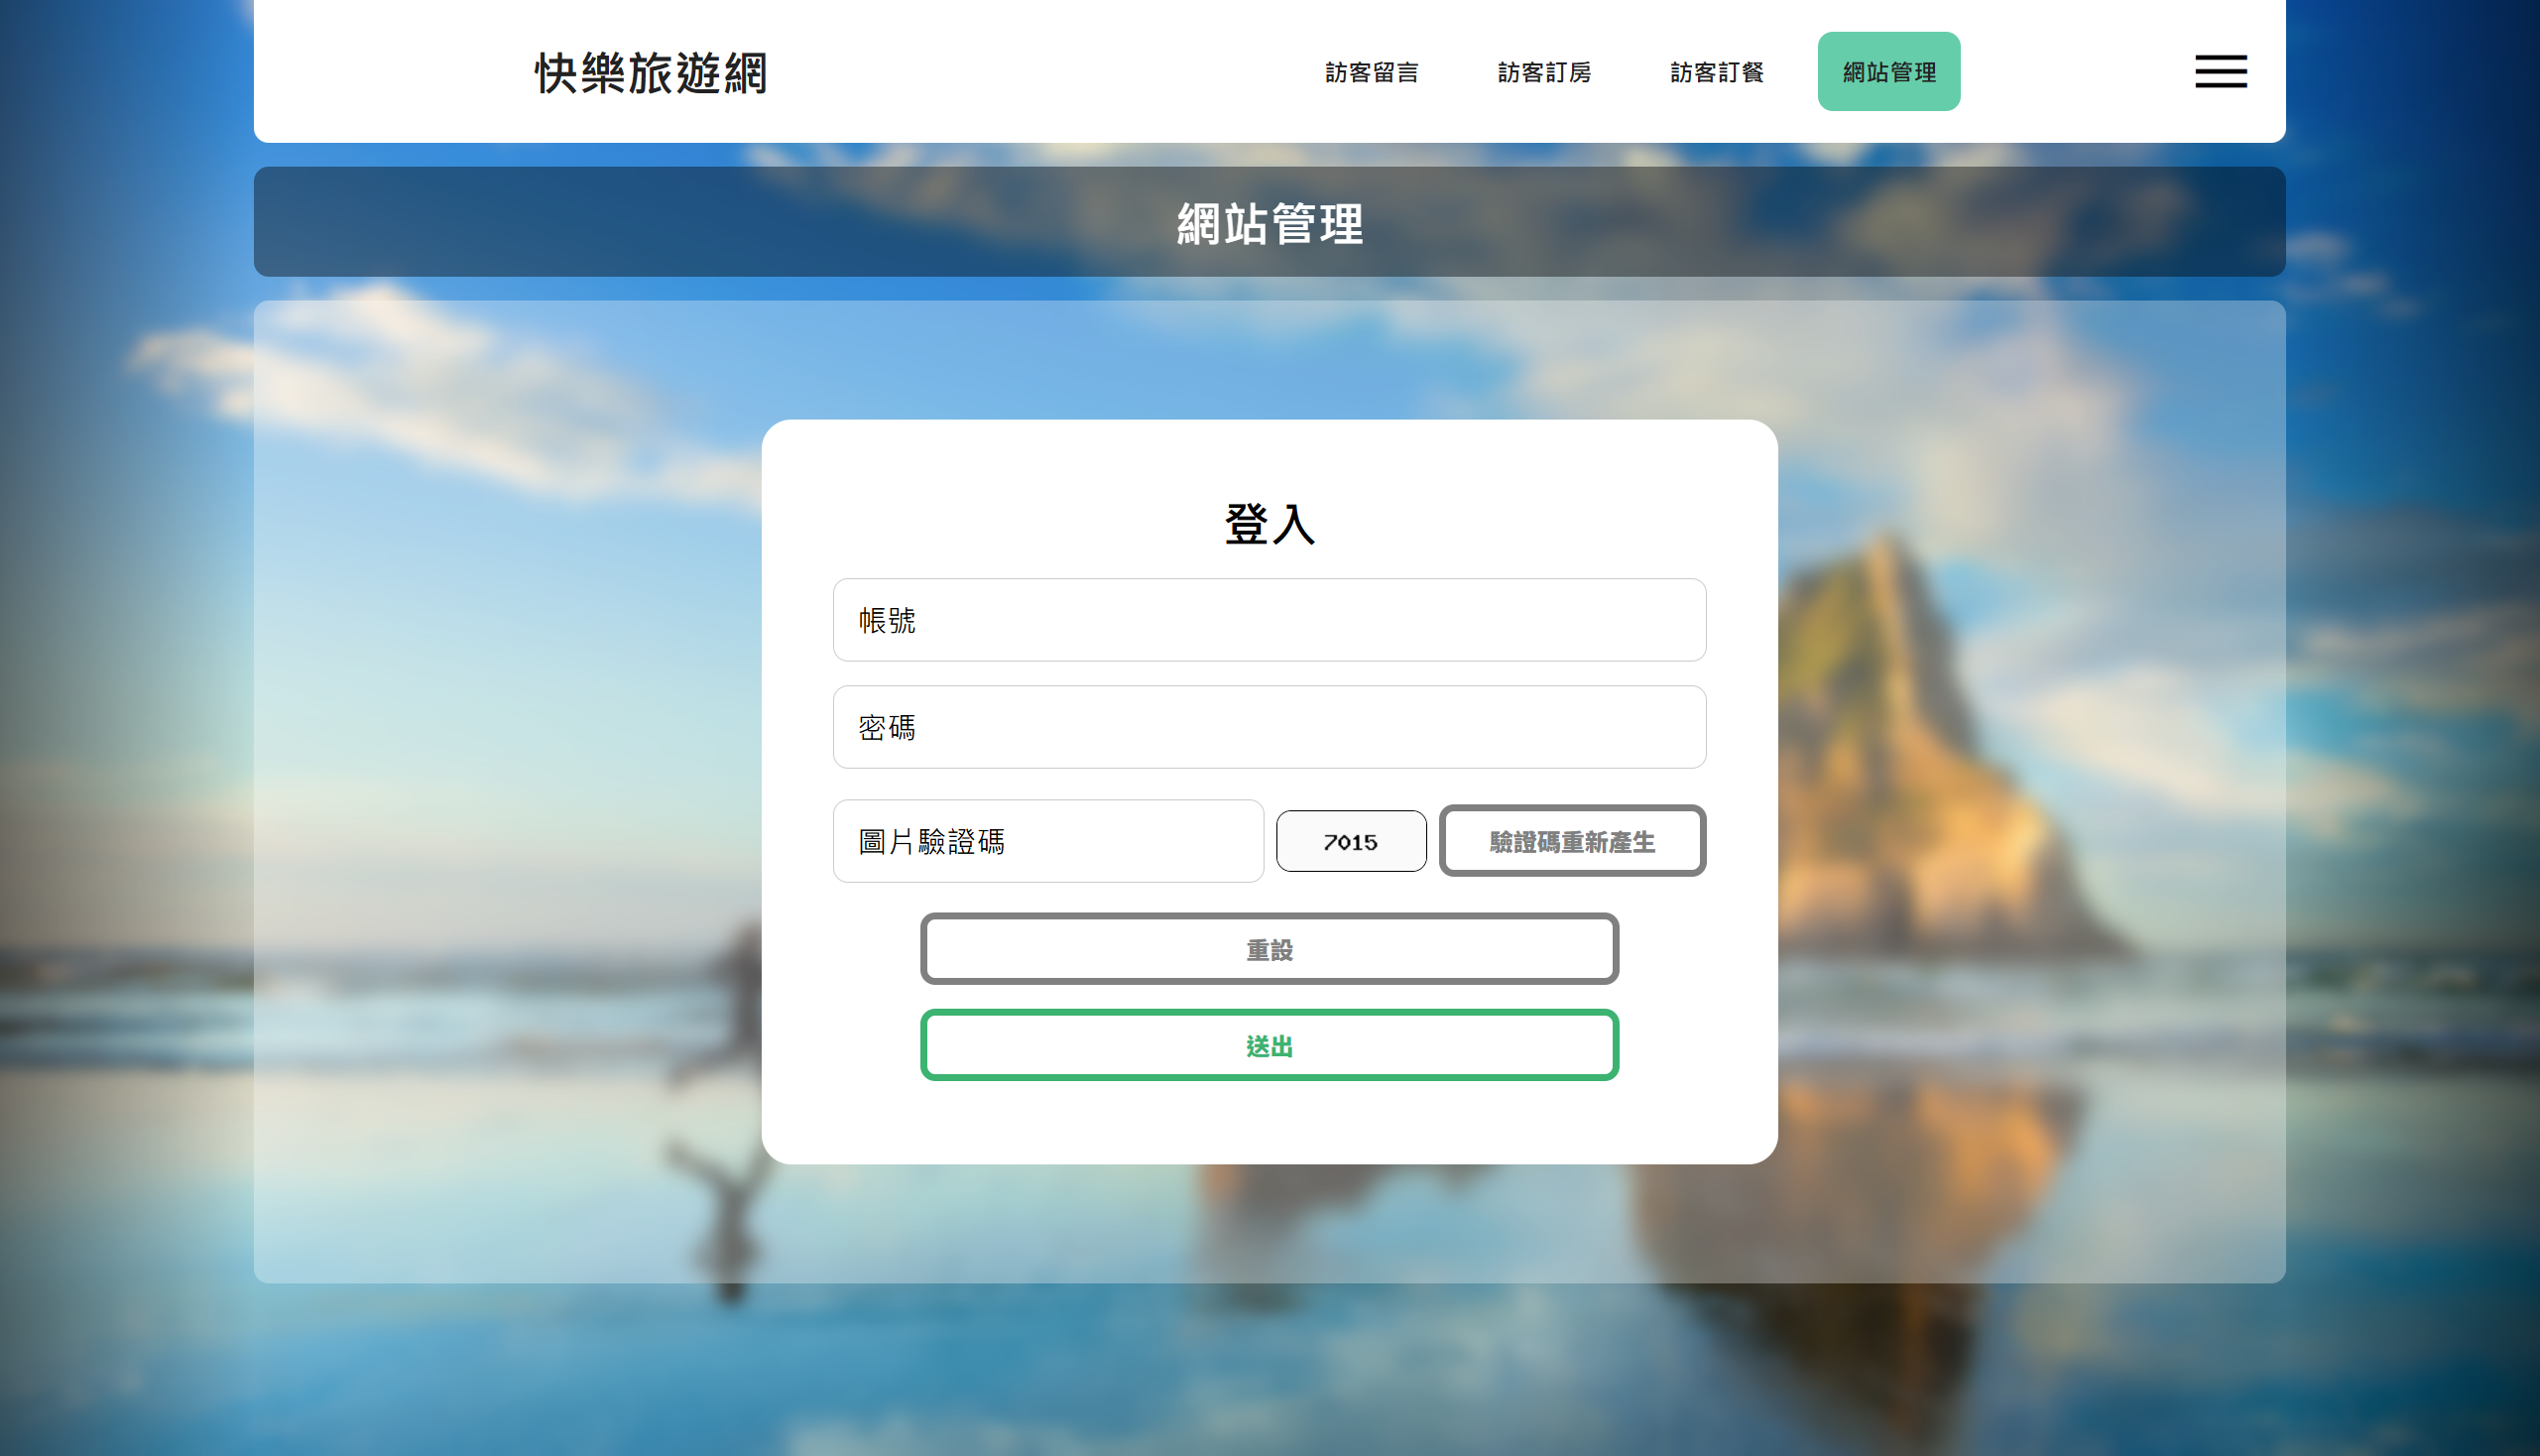 快樂旅遊網
訪客留言 訪客訂房 訪客訂餐 網站管理
網站管理
登入
帳號
密碼
圖片驗證碼 7015 驗證碼重新產生
重設
送出